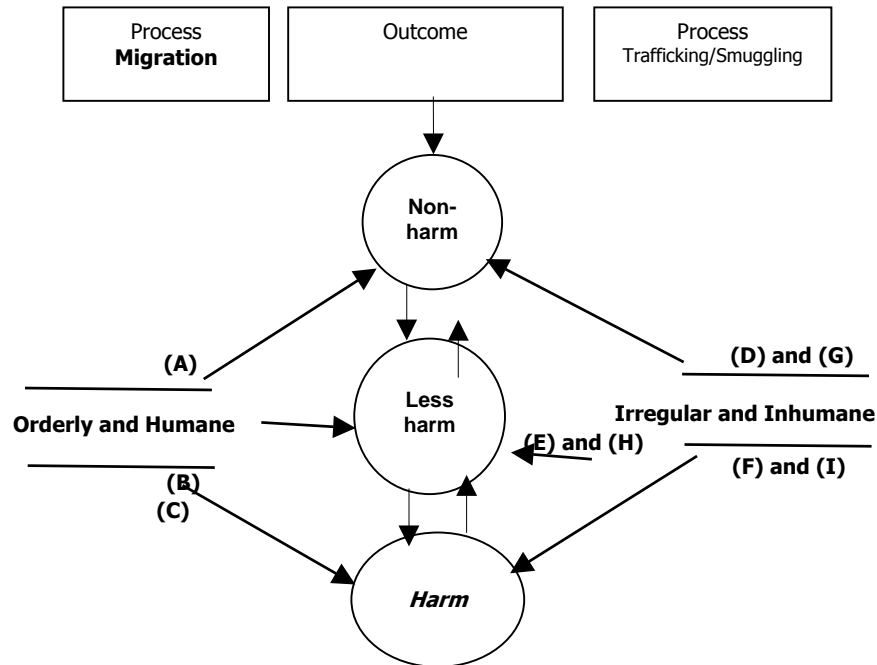 Process
Migration
Outcome
Process
Trafficking/Smuggling
Non-
harm
(A)
(D) and (G)
Less
harm
Orderly and Humane
Irregular and Inhumane
(E) and (H)
(B)
(C)
(F) and (I)
Harm